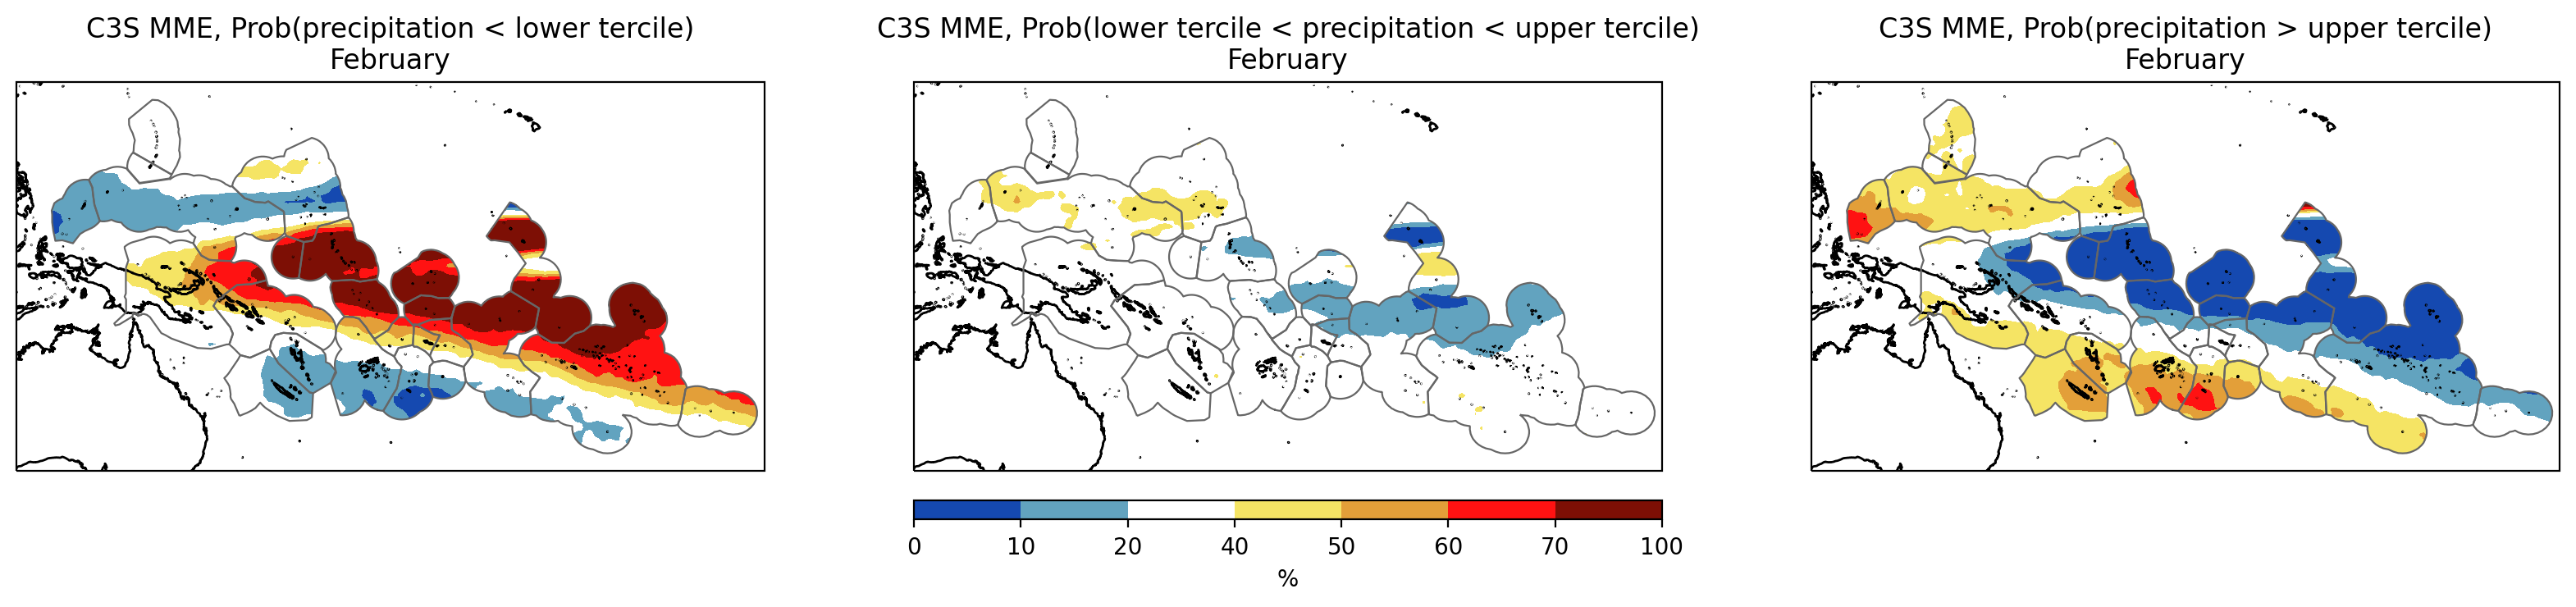 C3S MME, Prob(precipitation < lower tercile)
February
C3S MME, Prob(lower tercile < precipitation < upper tercile)
February
C3S MME, Prob(precipitation > upper tercile)
February
0 10 20 40 50 60 70 100
%